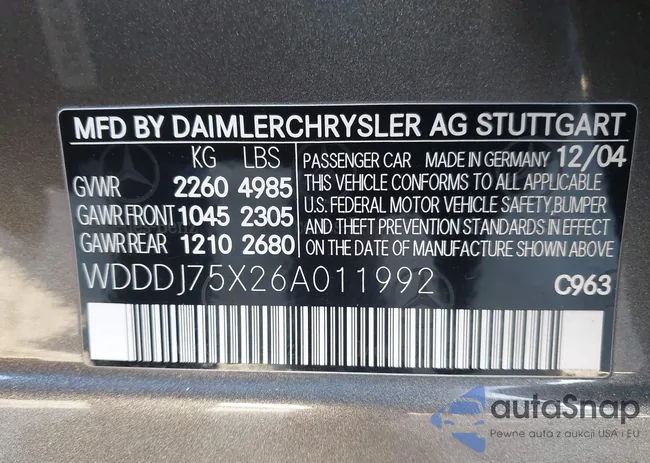 MFD BY DAIMLERCHRYSLER AG STUTTGART
KG LBS
GVWR 2260 4985
GAWR FRONT 1045 2305
GAWR REAR 1210 2680
PASSENGER CAR MADE IN GERMANY 12/04
THIS VEHICLE CONFORMS TO ALL APPLICABLE
U.S. FEDERAL MOTOR VEHICLE SAFETY,BUMPER
AND THEFT PREVENTION STANDARDS IN EFFECT
ON THE DATE OF MANUFACTURE SHOWN ABOVE.
WDDDJ75X26A011992
C963
autoSnap
Pewne auta z aukcji USA i EU